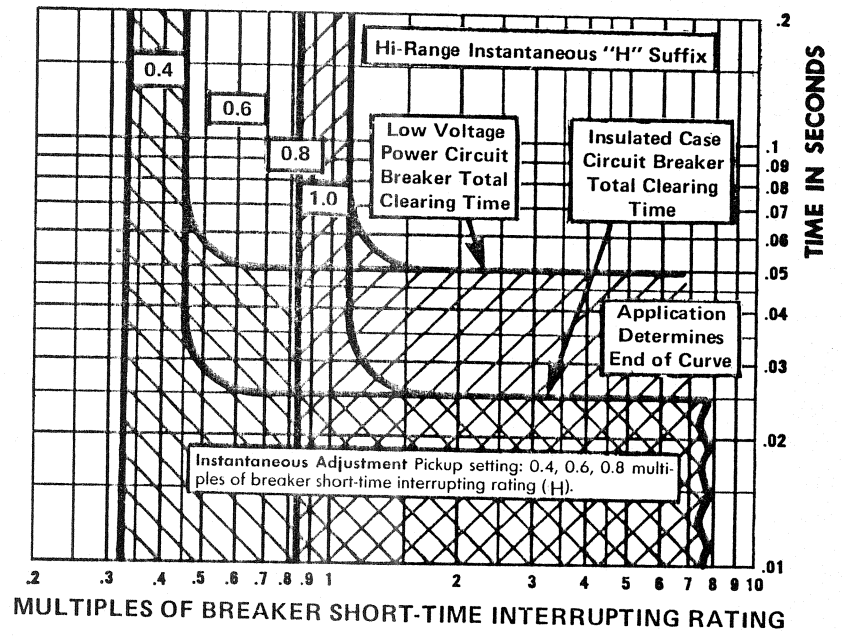 .2
Hi-Range Instantaneous "H" Suffix
0.4
0.6
0.8
1.0
Low Voltage
Power Circuit
Breaker Total
Clearing Time
Insulated Case
Circuit Breaker
Total Clearing
Time
.1
.09
.08
.07
.06
.05
.04
.03
.02
.01
TIME IN SECONDS
Application
Determines
End of Curve
Instantaneous Adjustment Pickup setting: 0.4, 0.6, 0.8 multi-
ples of breaker short-time interrupting rating (H).
.2 .3 .4 .5 .6 .7 .8 .9 1 2 3 4 5 6 7 8 9 10
MULTIPLES OF BREAKER SHORT-TIME INTERRUPTING RATING